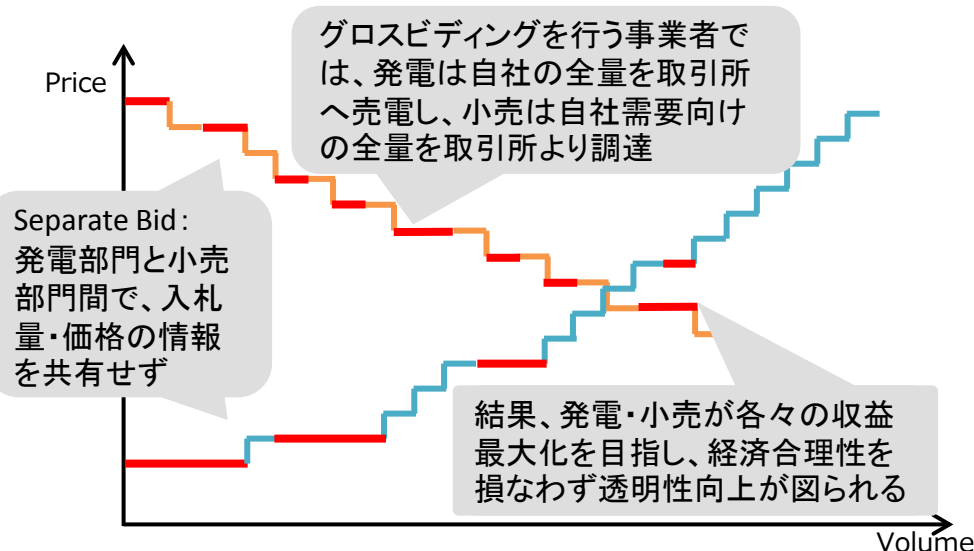 Price
グロスビディングを行う事業者で
は、発電は自社の全量を取引所
へ売電し、小売は自社需要向け
の全量を取引所より調達
Separate Bid：
発電部門と小売
部門間で、入札
量・価格の情報
を共有せず
結果、発電・小売が各々の収益
最大化を目指し、経済合理性を
損なわず透明性向上が図られる
Volume